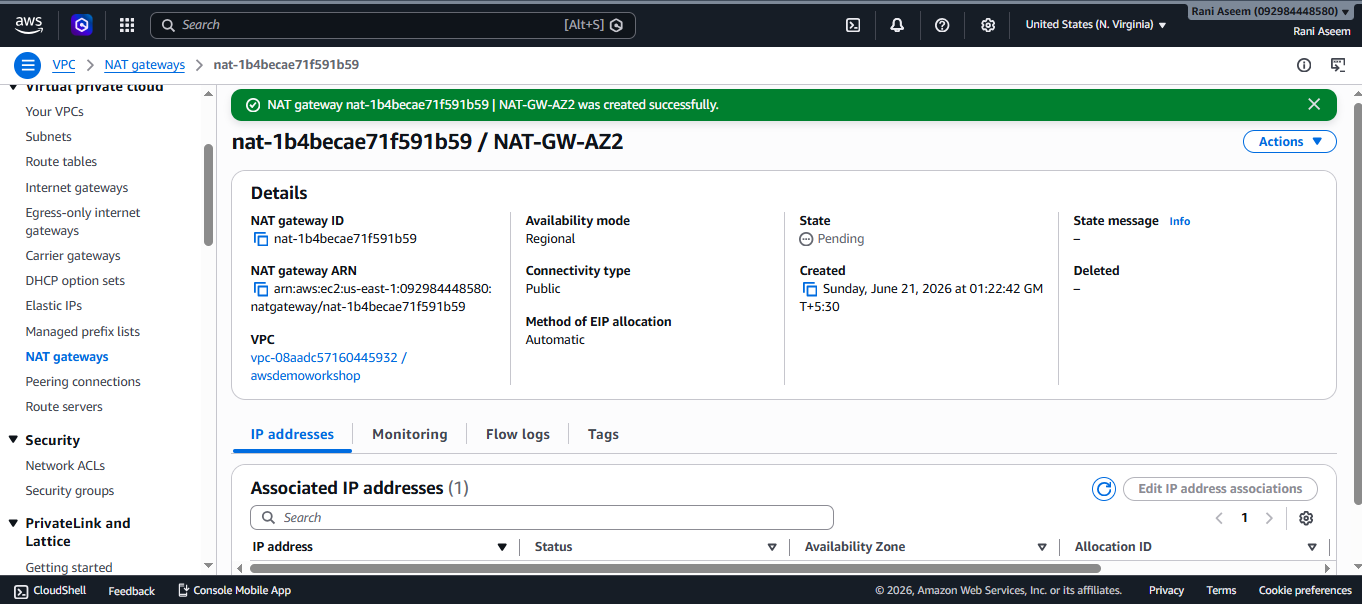 aws
Search
[Alt+S]
United States (N. Virginia)
Rani Aseem (092984448580)
Rani Aseem
VPC
NAT gateways
nat-1b4becae71f591b59
Virtual private cloud
Your VPCs
Subnets
Route tables
Internet gateways
Egress-only internet
gateways
Carrier gateways
DHCP option sets
Elastic IPs
Managed prefix lists
NAT gateways
Peering connections
Route servers
Security
Network ACLs
Security groups
PrivateLink and
Lattice
Getting started
NAT gateway nat-1b4becae71f591b59 | NAT-GW-AZ2 was created successfully.
nat-1b4becae71f591b59 / NAT-GW-AZ2
Actions
Details
NAT gateway ID
nat-1b4becae71f591b59
NAT gateway ARN
arn:aws:ec2:us-east-1:092984448580:
natgateway/nat-1b4becae71f591b59
VPC
vpc-08aadc57160445932 /
awsdemoworkshop
Availability mode
Regional
Connectivity type
Public
Method of EIP allocation
Automatic
State
Pending
Created
Sunday, June 21, 2026 at 01:22:42 GM
T+5:30
State message Info
–
Deleted
–
IP addresses
Monitoring
Flow logs
Tags
Associated IP addresses (1)
Edit IP address associations
Search
1
IP address
Status
Availability Zone
Allocation ID
CloudShell
Feedback
Console Mobile App
© 2026, Amazon Web Services, Inc. or its affiliates.
Privacy
Terms
Cookie preferences